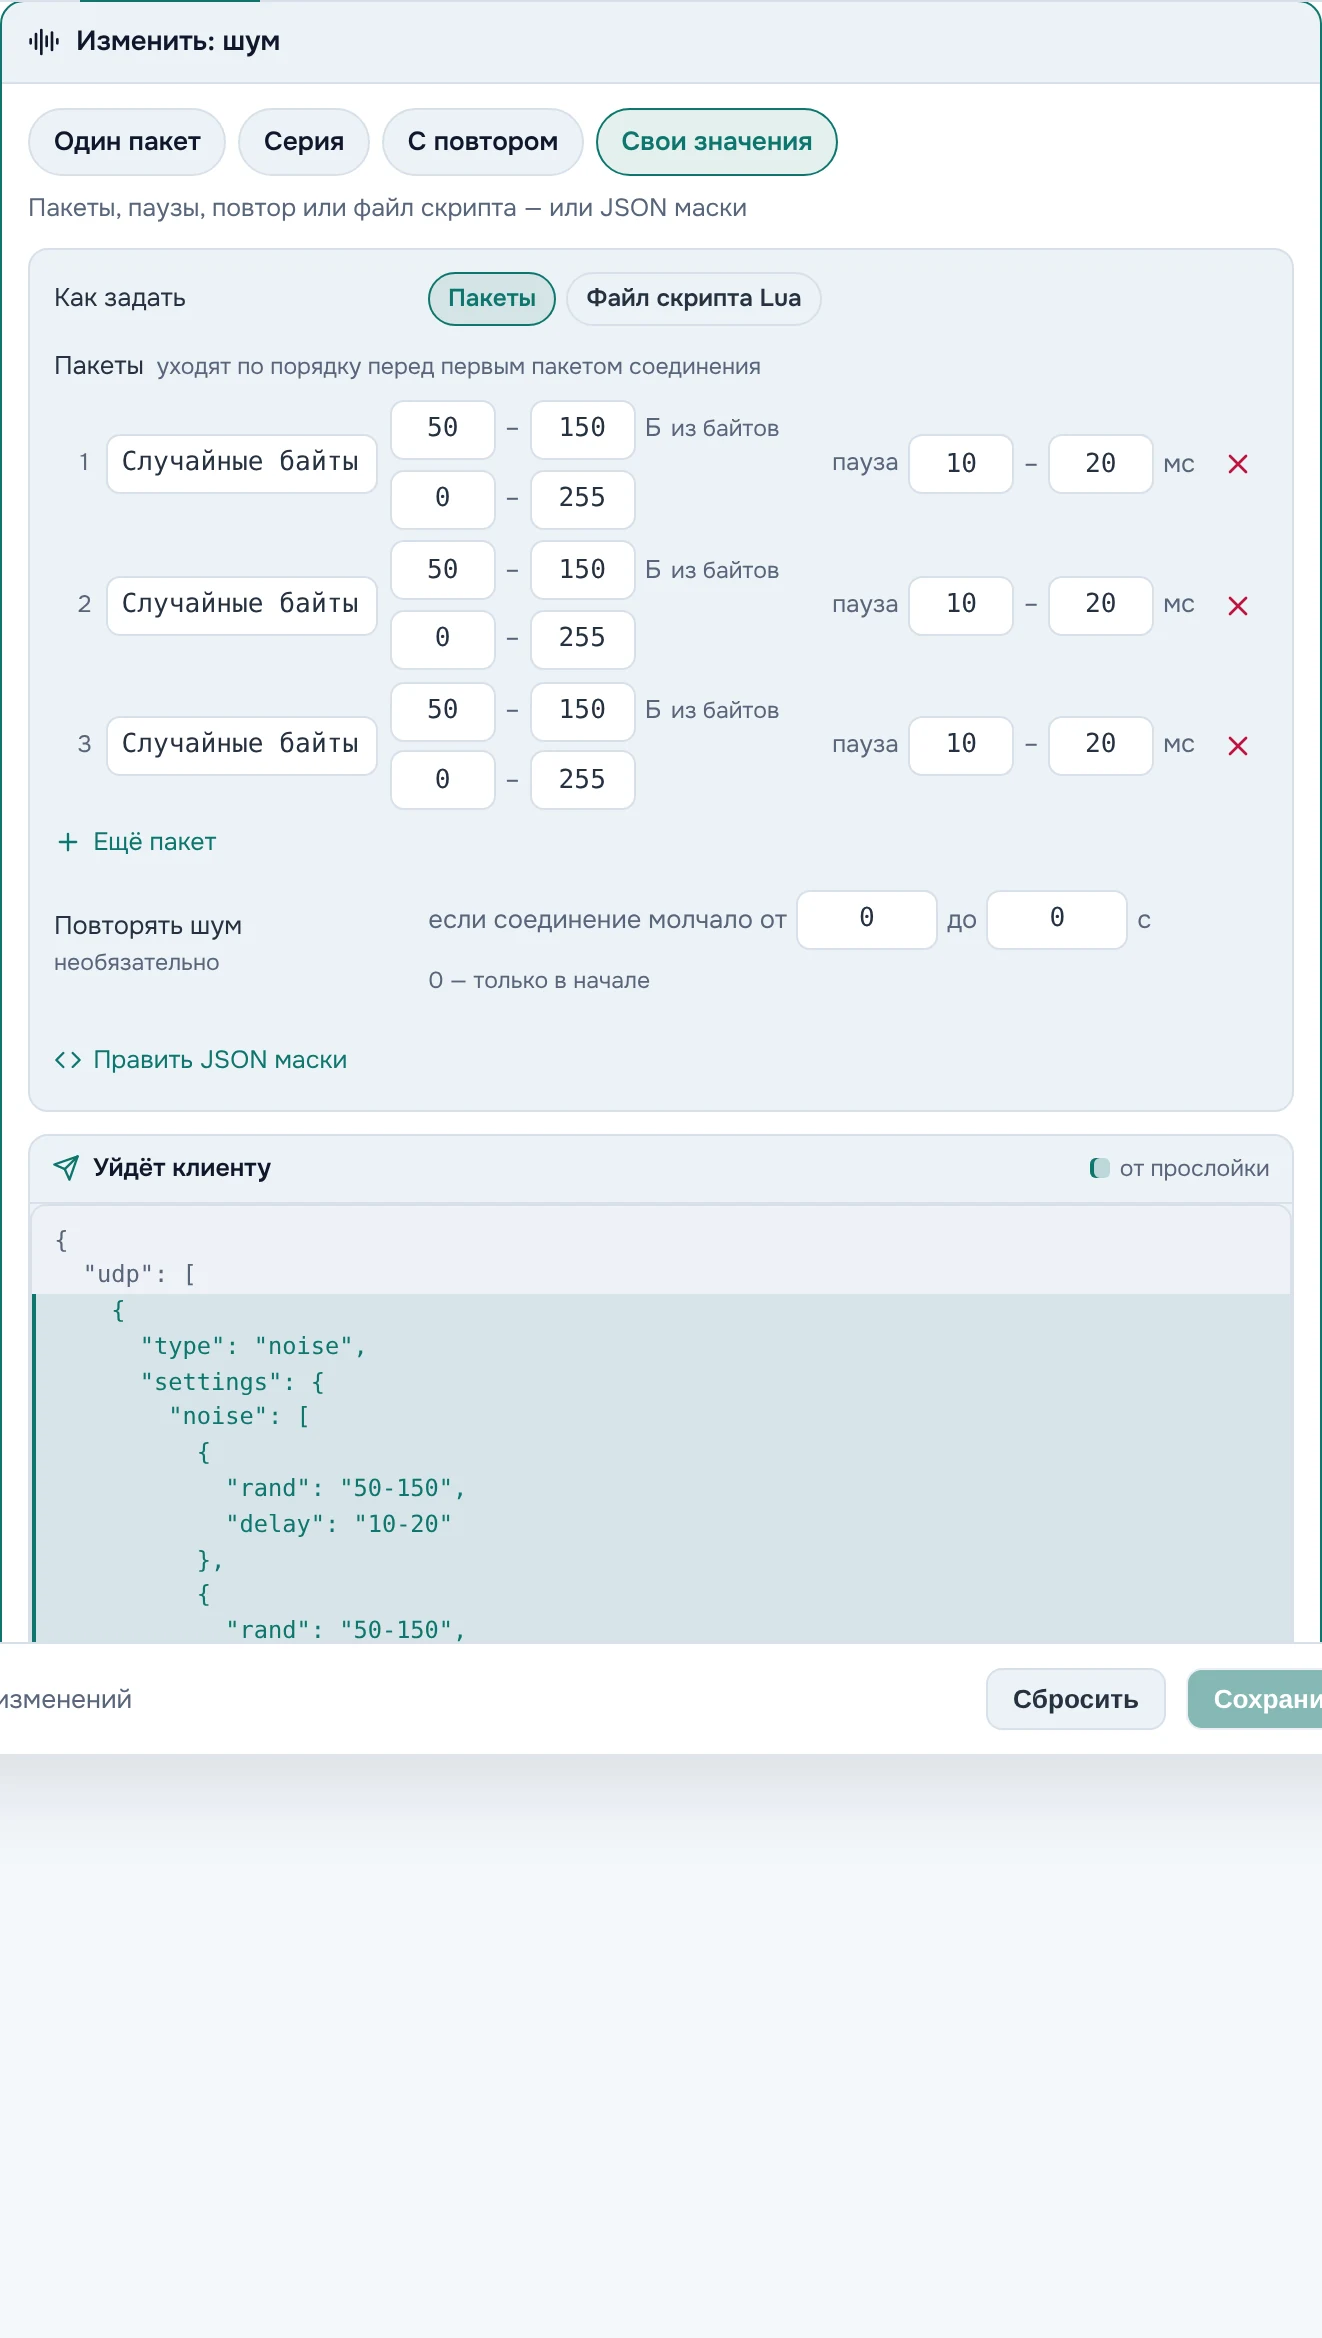 Изменить: шум
Один пакет Серия С повтором Свои значения
Пакеты, паузы, повтор или файл скрипта — или JSON маски
Как задать Пакеты Файл скрипта Lua
Пакеты уходят по порядку перед первым пакетом соединения
1 Случайные байты 50 – 150 Б из байтов 0 – 255 пауза 10 – 20 мс
2 Случайные байты 50 – 150 Б из байтов 0 – 255 пауза 10 – 20 мс
3 Случайные байты 50 – 150 Б из байтов 0 – 255 пауза 10 – 20 мс
+ Ещё пакет
Повторять шум если соединение молчало от 0 до 0 с
необязательно
0 — только в начале
<> Править JSON маски
Уйдёт клиенту от прослойки
{
"udp": [
{
"type": "noise",
"settings": {
"noise": [
{
"rand": "50-150",
"delay": "10-20"
},
{
"rand": "50-150",
изменений Сбросить Сохрани